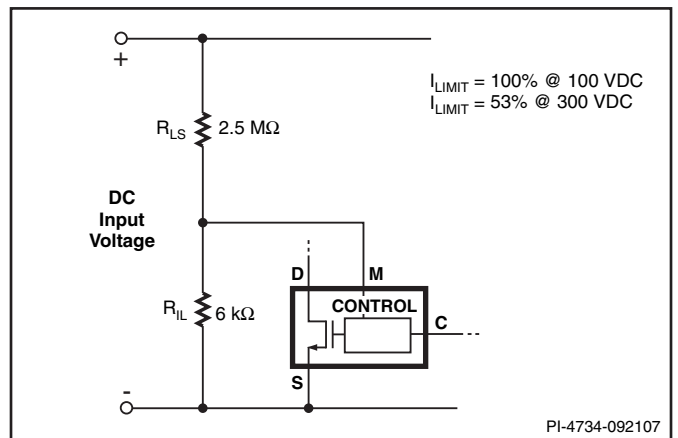 +
I_LIMIT = 100% @ 100 VDC
I_LIMIT = 53% @ 300 VDC
R_LS 2.5 MΩ
DC
Input
Voltage
D M
R_IL 6 kΩ
CONTROL
C
S
-
PI-4734-092107